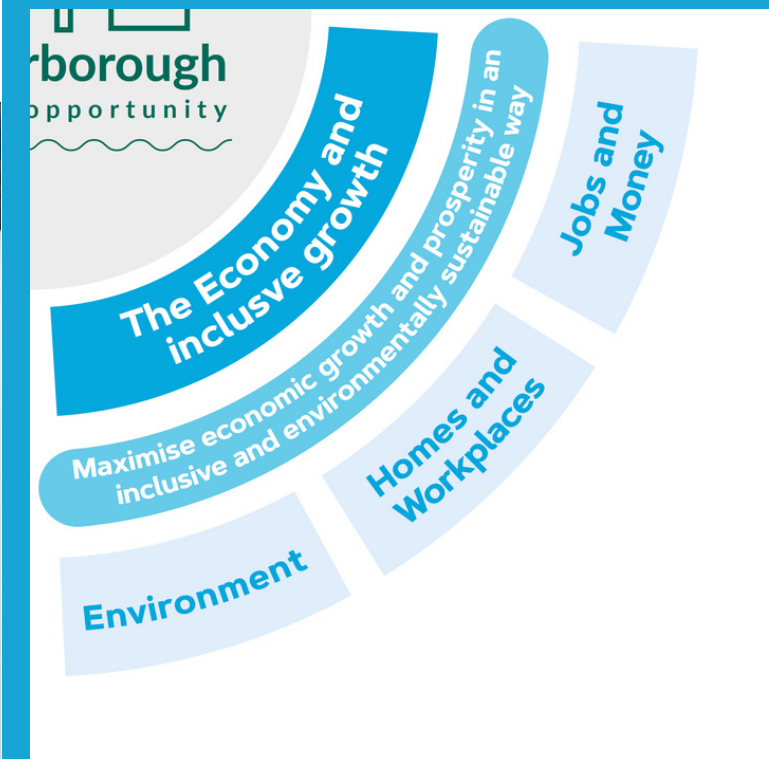 rborough
opportunity
The Economy and
inclusve growth
Maximise economic growth and prosperity in an
inclusive and environmentally sustainable way
Jobs and
Money
Homes and
Workplaces
Environment